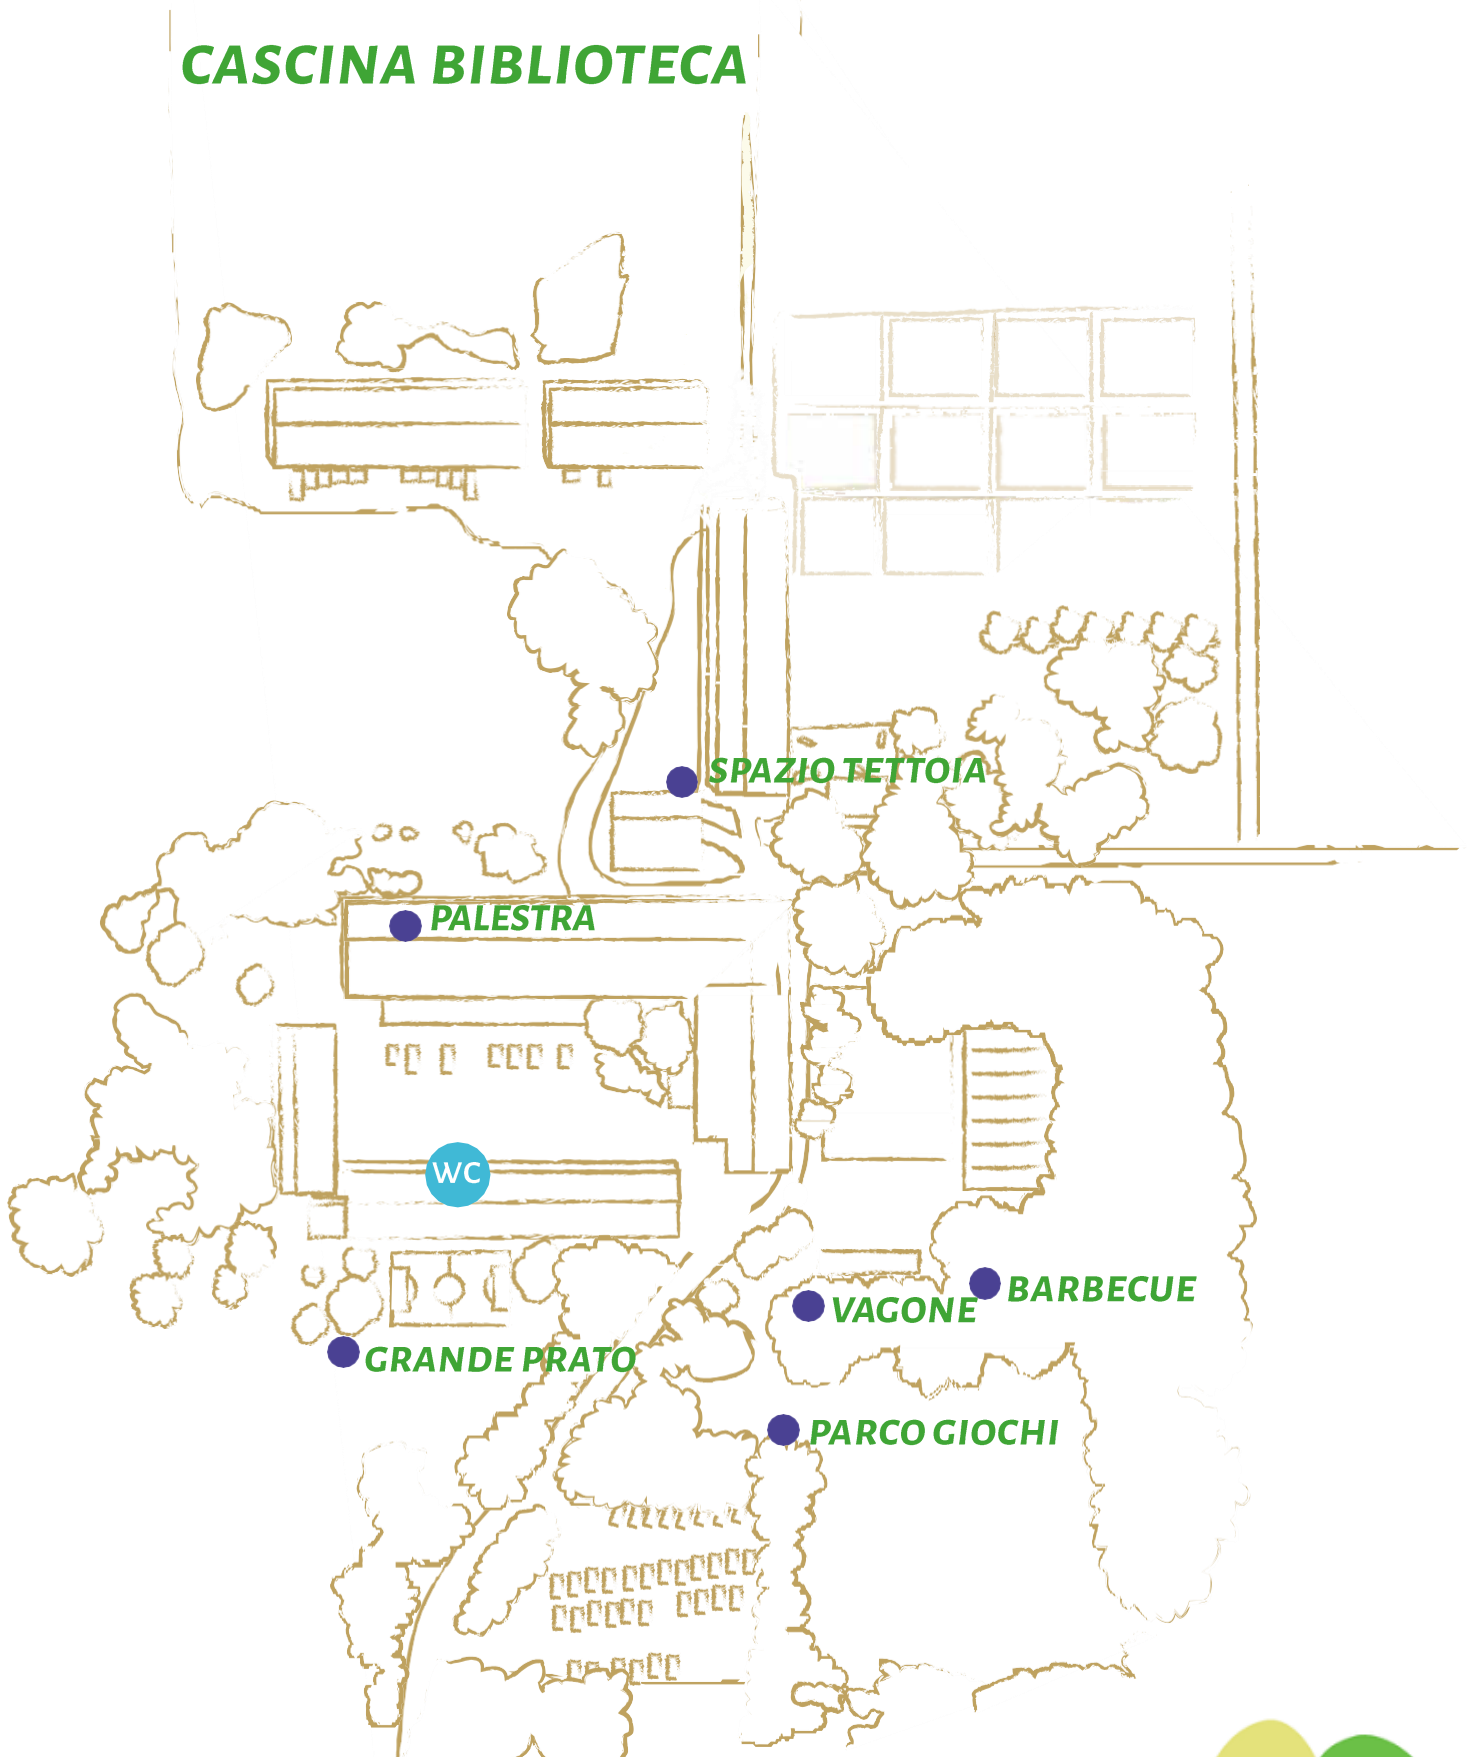 CASCINA BIBLIOTECA
SPAZIO TETTOIA
PALESTRA
WC
BARBECUE
VAGONE
GRANDE PRATO
PARCO GIOCHI